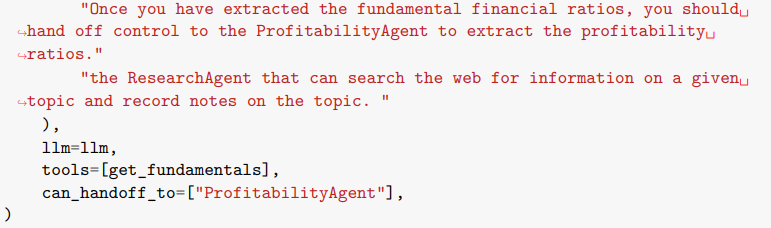 "Once you have extracted the fundamental financial ratios, you should␣
↪hand off control to the ProfitabilityAgent to extract the profitability␣
↪ratios."
"the ResearchAgent that can search the web for information on a given␣
↪topic and record notes on the topic. "
),
llm=llm,
tools=[get_fundamentals],
can_handoff_to=["ProfitabilityAgent"],
)